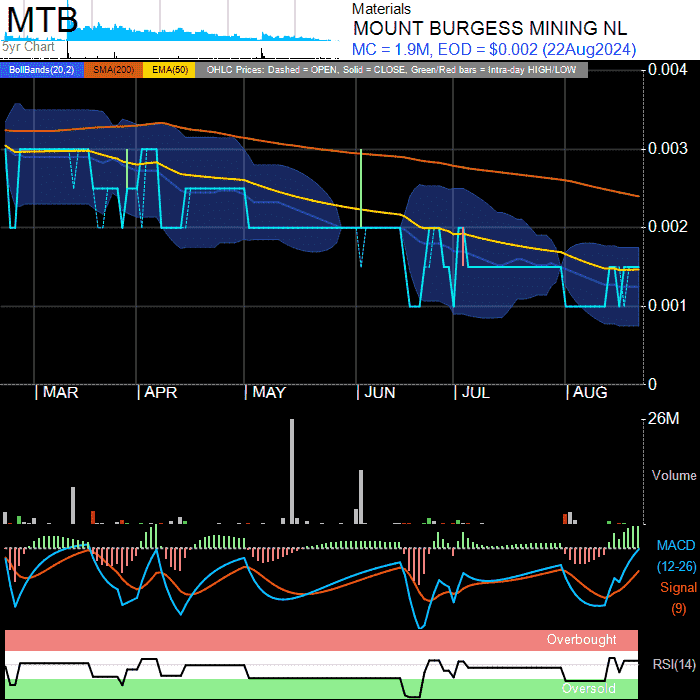 MTB
Materials
MOUNT BURGESS MINING NL
MC = 1.9M, EOD = $0.002 (22Aug2024)
5yr Chart
BollBands(20,2) SMA(200) EMA(50) OHLC Prices: Dashed = OPEN, Solid = CLOSE, Green/Red bars = Intra-day HIGH/LOW
0.004
0.003
0.002
0.001
0
MAR APR MAY JUN JUL AUG
26M
Volume
MACD
(12-26)
Signal
(9)
Overbought
RSI(14)
Oversold